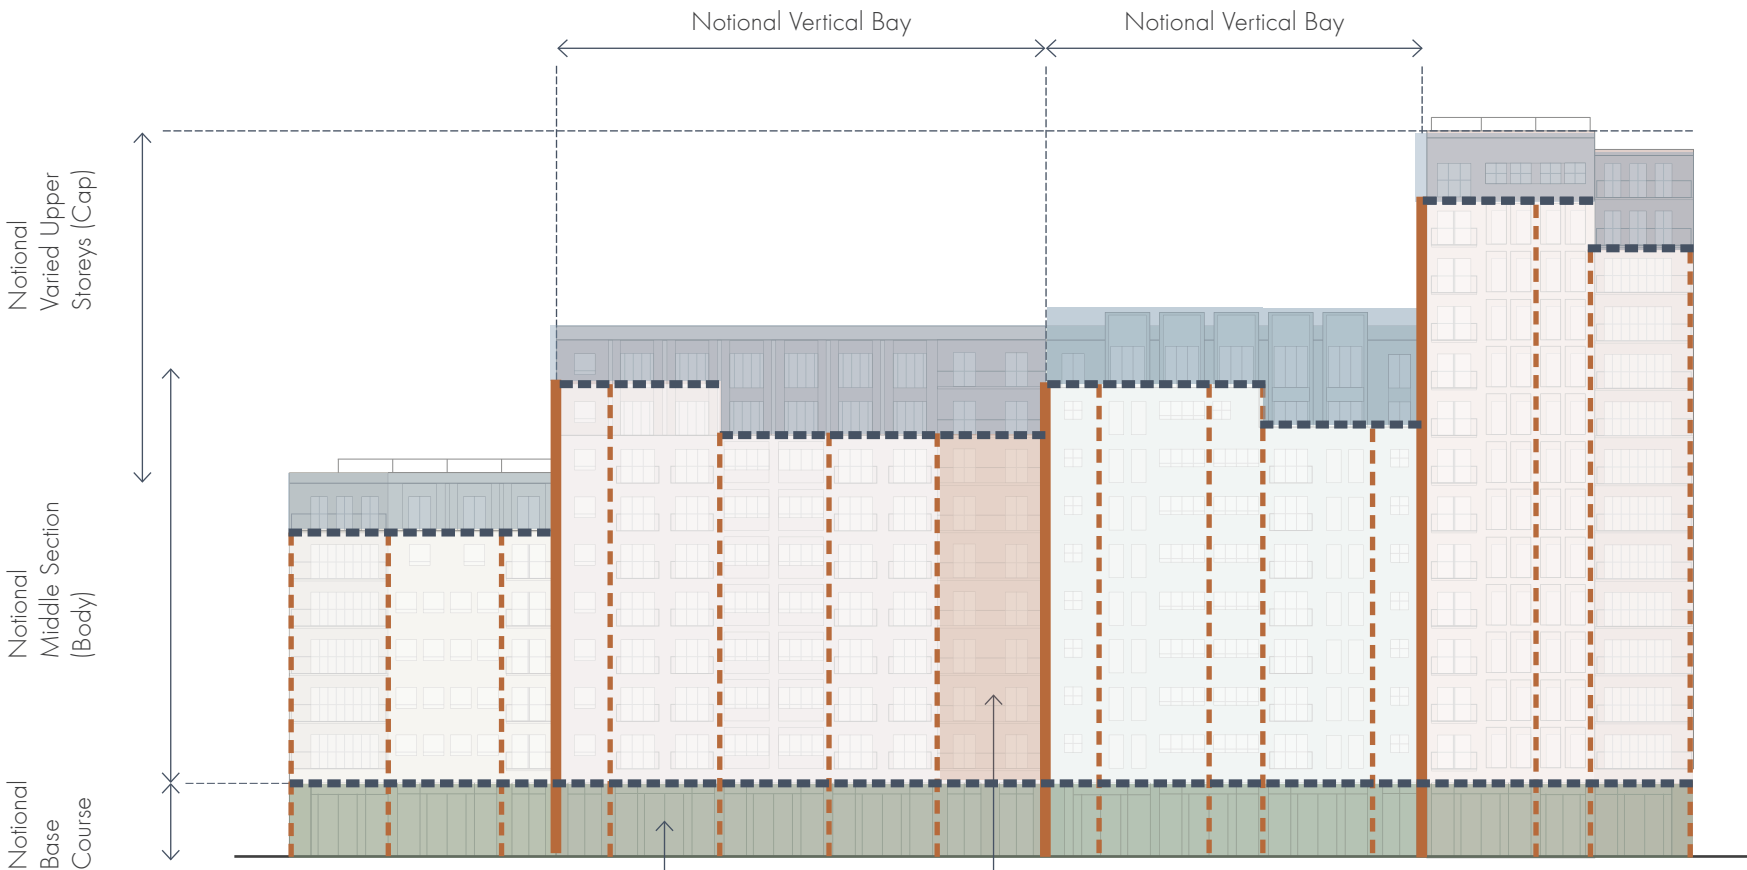 Notional Vertical Bay
Notional Vertical Bay
Notional
Varied Upper
Storeys (Cap)
Notional
Middle Section
(Body)
Notional
Base
Course